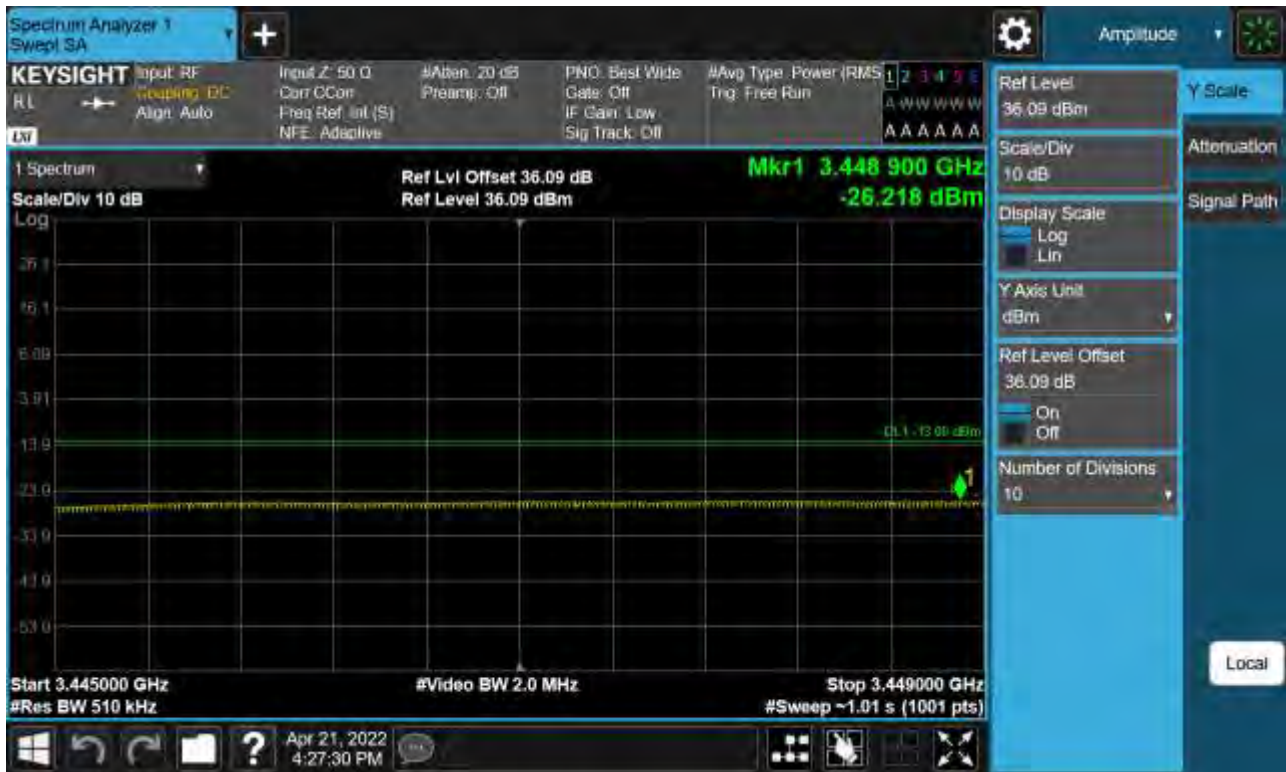 Spectrum Analyzer 1
Swept SA
Amplitude
KEYSIGHT
RL
LXI
Input: RF
Coupling: DC
Align: Auto
Input Z: 50 Ω
Corr CCorr
Freq Ref: Int (S)
NFE: Adaptive
#Atten: 20 dB
Preamp: Off
PNO: Best Wide
Gate: Off
IF Gain: Low
Sig Track: Off
#Avg Type: Power (RMS
Trig: Free Run
1 2 3 4 5 6
A W W W W W
A A A A A A
1 Spectrum
Scale/Div 10 dB
Log
Ref Lvl Offset 36.09 dB
Ref Level 36.09 dBm
Mkr1 3.448 900 GHz
-26.218 dBm
26.1
16.1
6.09
-3.91
-13.9
-23.9
-33.9
-43.9
-53.9
DL1 -13.00 dBm
1
Start 3.445000 GHz
#Res BW 510 kHz
#Video BW 2.0 MHz
Stop 3.449000 GHz
#Sweep ~1.01 s (1001 pts)
Ref Level
36.09 dBm
Scale/Div
10 dB
Display Scale
Log
Lin
Y Axis Unit
dBm
Ref Level Offset
36.09 dB
On
Off
Number of Divisions
10
Y Scale
Attenuation
Signal Path
Local
?
Apr 21, 2022
4:27:30 PM